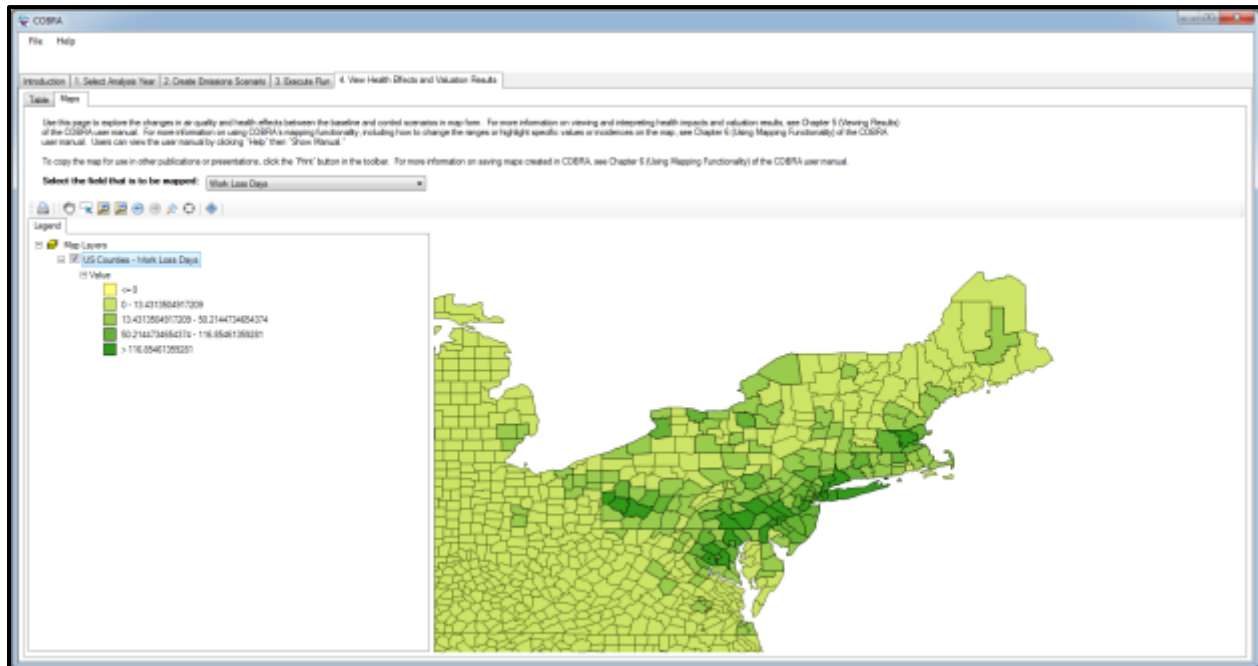 COBRA
File Help
Introduction 1. Select Analysis Year 2. Create Emissions Scenario 3. Execute Run 4. View Health Effects and Valuation Results
Table Maps
Use this page to explore the changes in air quality and health effects between the baseline and control scenarios in map form. For more information on viewing and interpreting health impacts and valuation results, see Chapter 5 (Viewing Results)
of the COBRA user manual. For more information on using COBRA's mapping functionality, including how to change the ranges or highlight specific values or incidences on the map, see Chapter 6 (Using Mapping Functionality) of the COBRA
user manual. Users can view the user manual by clicking "Help" then "Show Manual."
To copy the map for use in other publications or presentations, click the "Print" button in the toolbar. For more information on saving maps created in COBRA, see Chapter 6 (Using Mapping Functionality) of the COBRA user manual.
Select the field that is to be mapped: Work Loss Days
Legend
Map Layers
US Counties - Work Loss Days
Value
<= 0
0 - 13.4313504917209
13.4313504917209 - 50.2144734654374
50.2144734654374 - 116.85461359281
> 116.85461359281